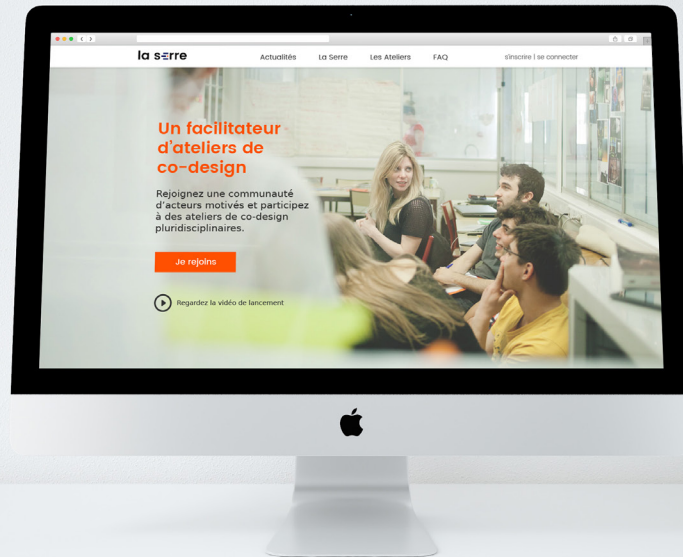 la serre
Actualités La Serre Les Ateliers FAQ s'inscrire | se connecter
Un facilitateur
d'ateliers de
co-design
Rejoignez une communauté
d'acteurs motivés et participez
à des ateliers de co-design
pluridisciplinaires.
Je rejoins
Regardez la vidéo de lancement